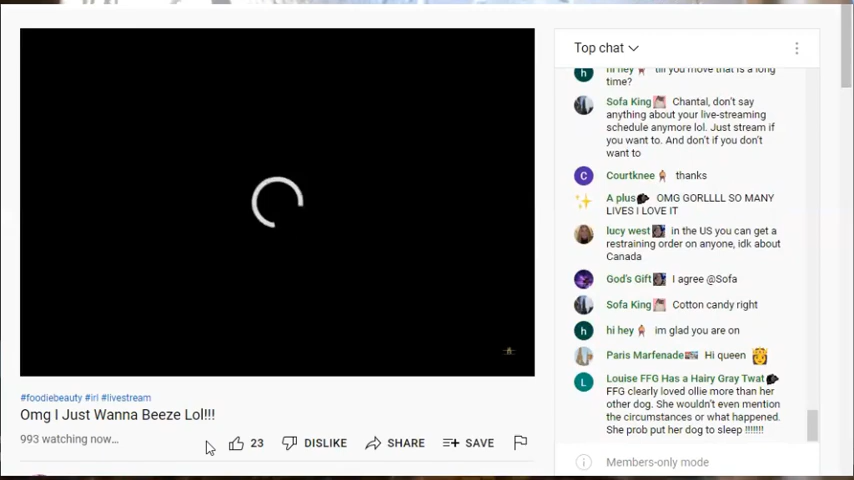 Top chat
hi hey till you move that is a long
time?
Sofa King Chantal, don't say
anything about your live-streaming
schedule anymore lol. Just stream if
you want to. And don't if you don't
want to
Courtknee thanks
A plus OMG GORLLLL SO MANY
LIVES I LOVE IT
lucy west in the US you can get a
restraining order on anyone, idk about
Canada
God's Gift I agree @Sofa
Sofa King Cotton candy right
hi hey im glad you are on
Paris Marfenade Hi queen
Louise FFG Has a Hairy Gray Twat
FFG clearly loved ollie more than her
other dog. She wouldn't even mention
the circumstances or what happened.
She prob put her dog to sleep !!!!!!!
Members-only mode
#foodiebeauty #irl #livestream
Omg I Just Wanna Beeze Lol!!!
993 watching now...
23 DISLIKE SHARE SAVE